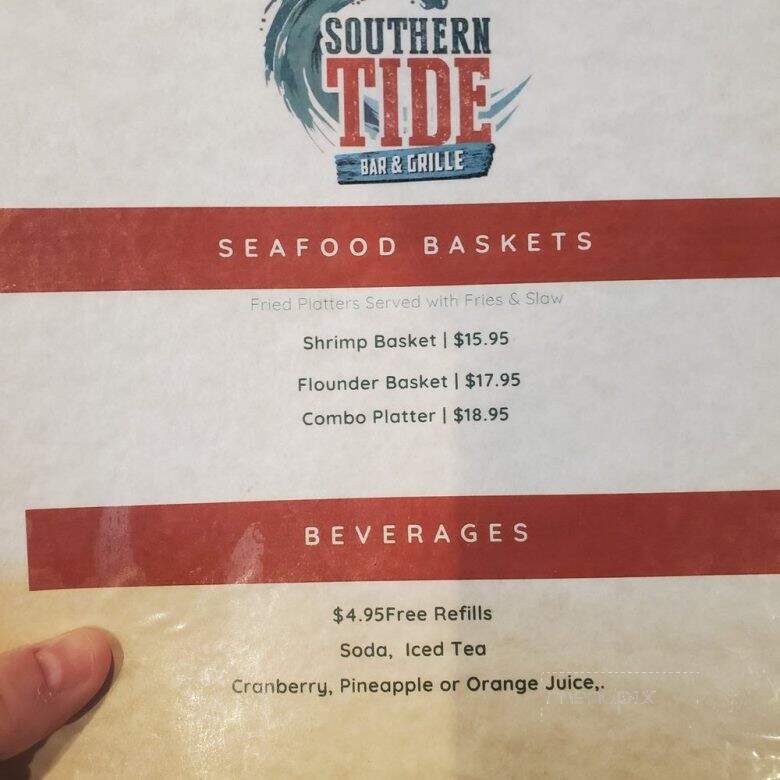 SOUTHERN
TIDE
BAR & GRILLE
SEAFOOD BASKETS
Fried Platters Served with Fries & Slaw
Shrimp Basket | $15.95
Flounder Basket | $17.95
Combo Platter | $18.95
BEVERAGES
$4.95Free Refills
Soda, Iced Tea
Cranberry, Pineapple or Orange Juice,.
menupix